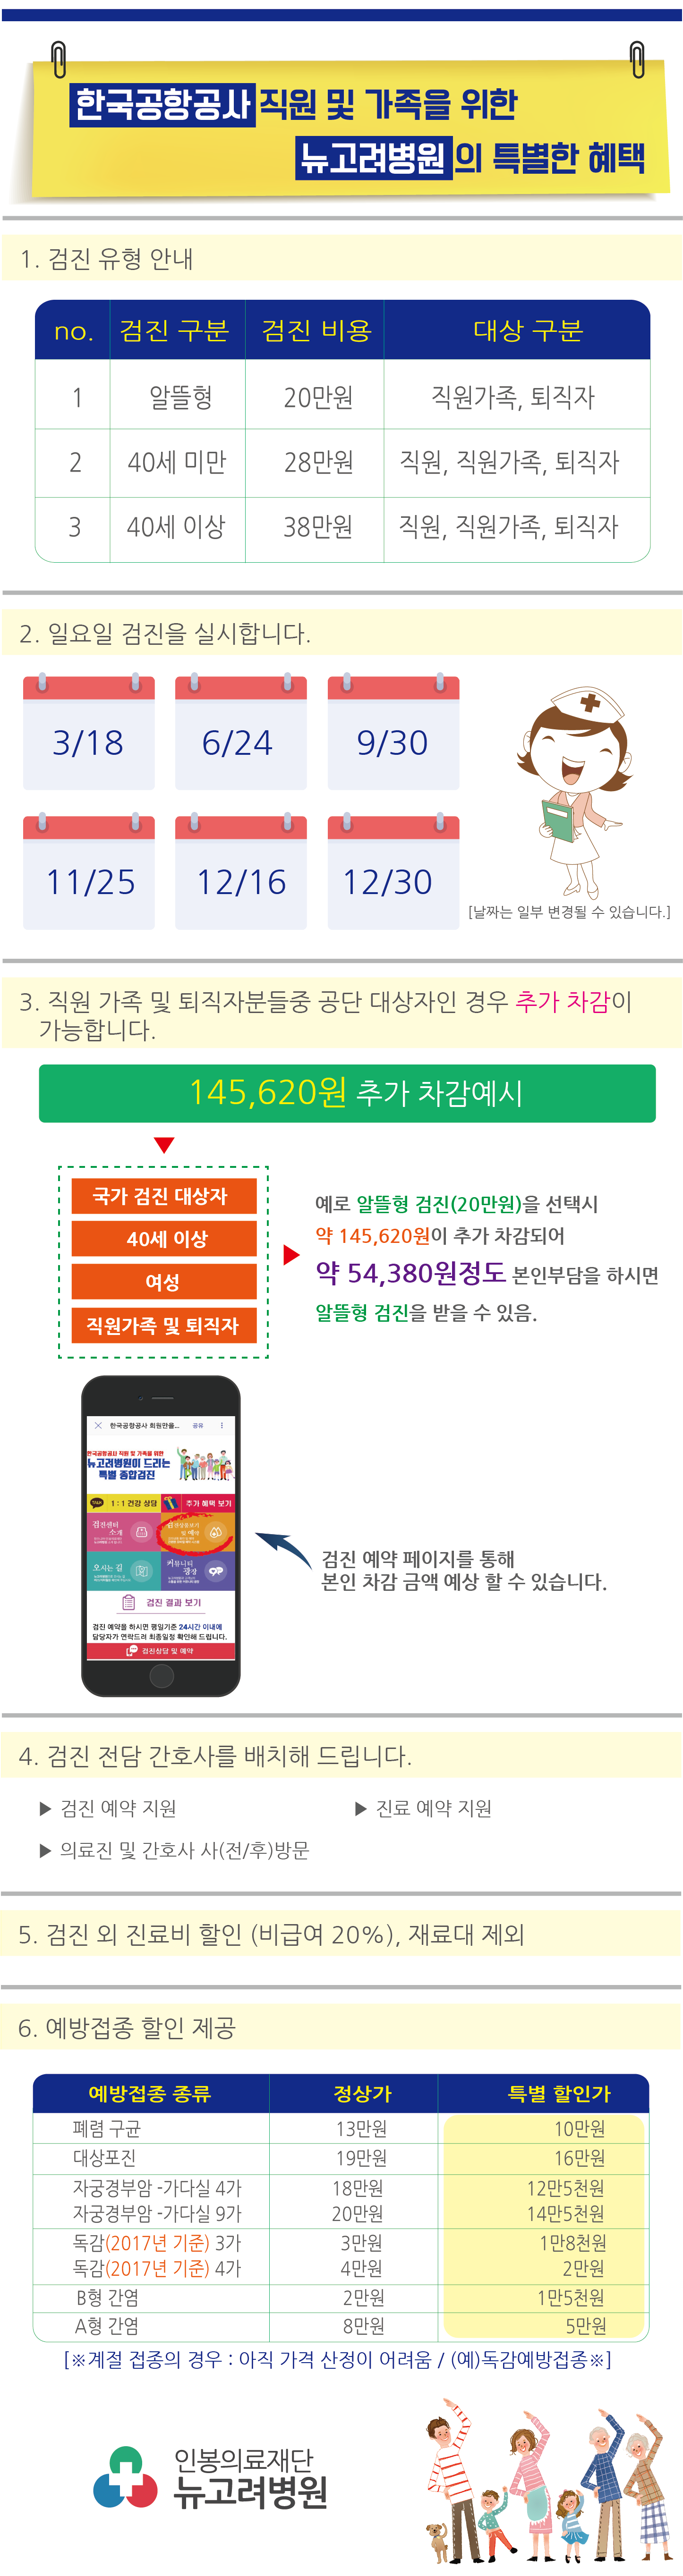 한국공항공사 직원 및 가족을 위한
뉴고려병원의 특별한 혜택
1. 검진 유형 안내
no. 검진 구분 검진 비용 대상 구분
1 알뜰형 20만원 직원가족, 퇴직자
2 40세 미만 28만원 직원, 직원가족, 퇴직자
3 40세 이상 38만원 직원, 직원가족, 퇴직자
2. 일요일 검진을 실시합니다.
3/18 6/24 9/30
11/25 12/16 12/30
[날짜는 일부 변경될 수 있습니다.]
3. 직원 가족 및 퇴직자분들중 공단 대상자인 경우 추가 차감이
가능합니다.
145,620원 추가 차감예시
국가 검진 대상자
40세 이상
여성
직원가족 및 퇴직자
예로 알뜰형 검진(20만원)을 선택시
약 145,620원이 추가 차감되어
약 54,380원정도 본인부담을 하시면
알뜰형 검진을 받을 수 있음.
한국공항공사 회원만을... 공유
한국공항공사 직원 및 가족을 위한
뉴고려병원이 드리는
특별 종합검진
TALK 1:1 건강 상담 추가 혜택 보기
검진센터
소개
검진상품보기
및 예약
오시는 길
커뮤니티
광장
검진 결과 보기
검진 예약을 하시면 평일기준 24시간 이내에
담당자가 연락드려 최종일정 확인해 드립니다.
검진상담 및 예약
검진 예약 페이지를 통해
본인 차감 금액 예상 할 수 있습니다.
4. 검진 전담 간호사를 배치해 드립니다.
▶ 검진 예약 지원 ▶ 진료 예약 지원
▶ 의료진 및 간호사 사(전/후)방문
5. 검진 외 진료비 할인 (비급여 20%), 재료대 제외
6. 예방접종 할인 제공
예방접종 종류 정상가 특별 할인가
폐렴 구균 13만원 10만원
대상포진 19만원 16만원
자궁경부암 -가다실 4가 18만원 12만5천원
자궁경부암 -가다실 9가 20만원 14만5천원
독감(2017년 기준) 3가 3만원 1만8천원
독감(2017년 기준) 4가 4만원 2만원
B형 간염 2만원 1만5천원
A형 간염 8만원 5만원
[※계절 접종의 경우 : 아직 가격 산정이 어려움 / (예)독감예방접종※]
인봉의료재단
뉴고려병원